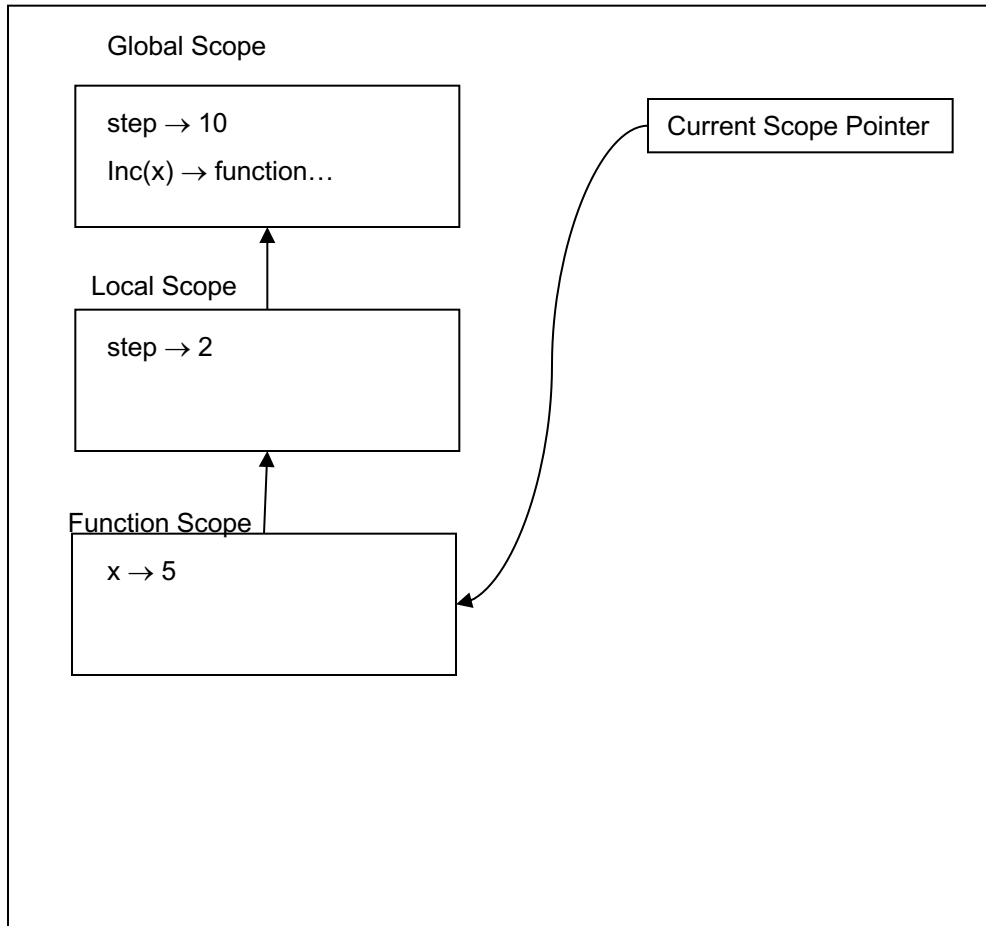 Global Scope
step → 10
Inc(x) → function…
Current Scope Pointer
Local Scope
step → 2
Function Scope
x → 5